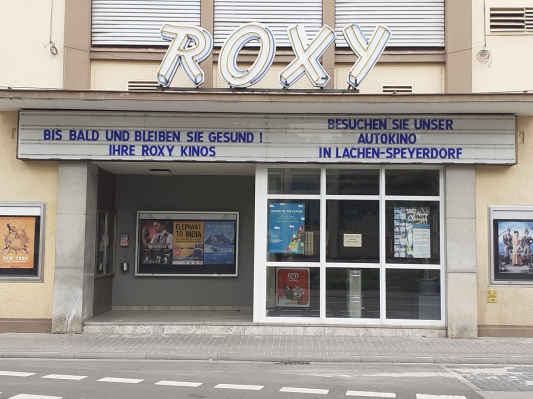 ROXY
BIS BALD UND BLEIBEN SIE GESUND !
IHRE ROXY KINOS
BESUCHEN SIE UNSER
AUTOKINO
IN LACHEN-SPEYERDORF
ELEPHANT
TO
INDIA